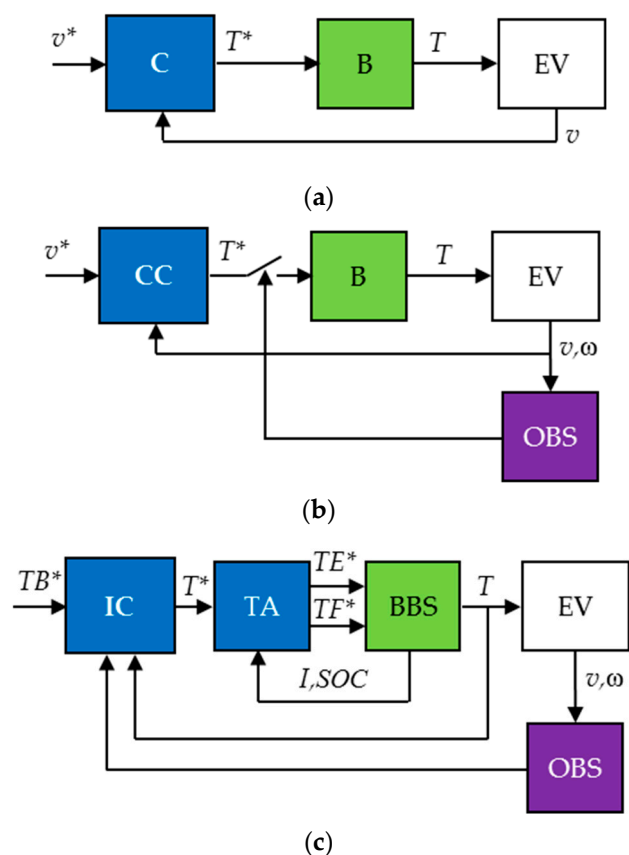 v* C T* B T EV
v
(a)
v* CC T* B T EV
v,ω
OBS
(b)
TB* IC T* TA TE* TF* BBS T EV
I,SOC v,ω
OBS
(c)